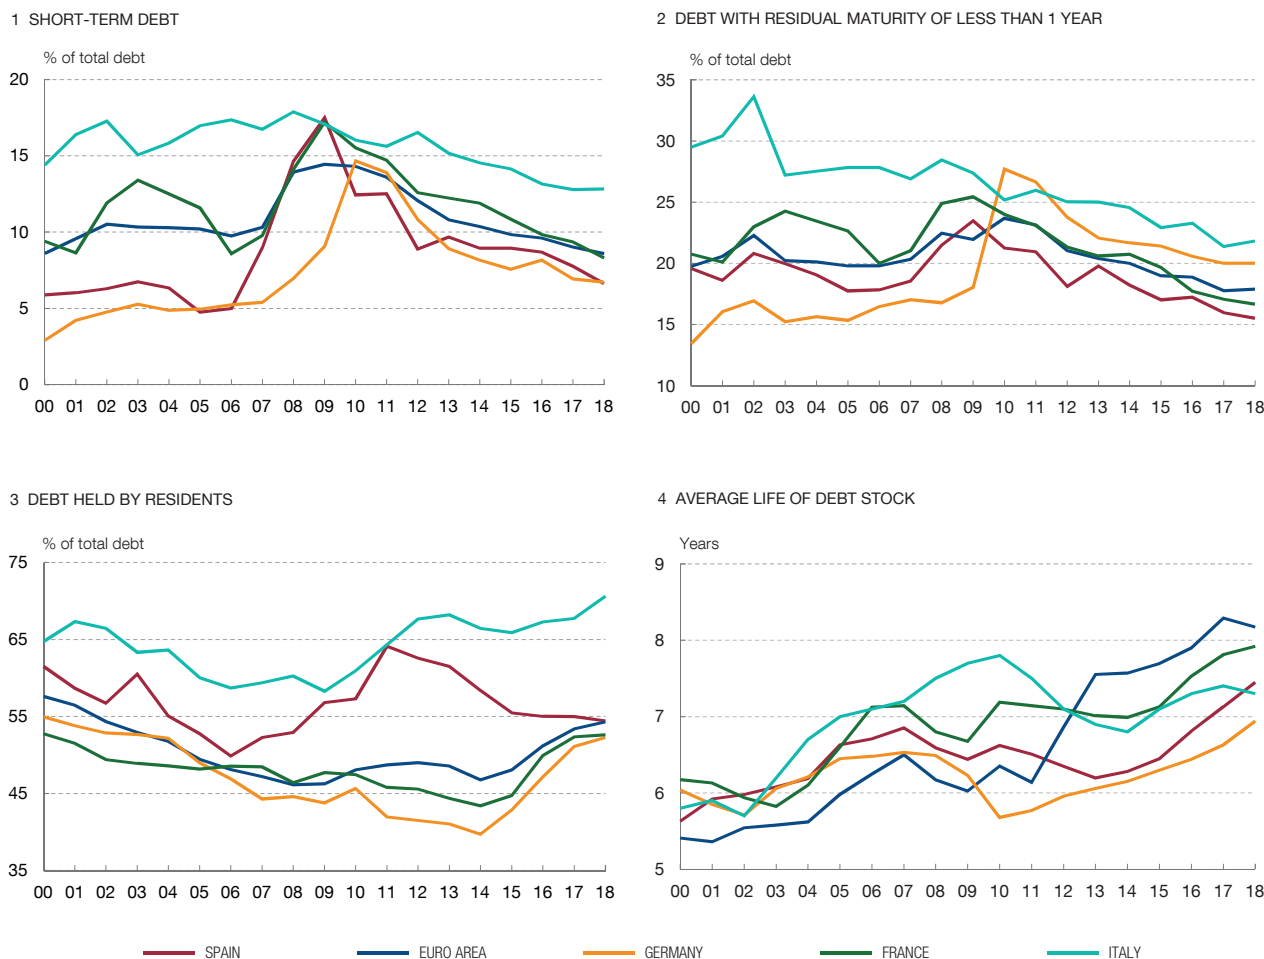 1 SHORT-TERM DEBT
% of total debt
20
15
10
5
0
00 01 02 03 04 05 06 07 08 09 10 11 12 13 14 15 16 17 18
2 DEBT WITH RESIDUAL MATURITY OF LESS THAN 1 YEAR
% of total debt
35
30
25
20
15
10
00 01 02 03 04 05 06 07 08 09 10 11 12 13 14 15 16 17 18
3 DEBT HELD BY RESIDENTS
% of total debt
75
65
55
45
35
00 01 02 03 04 05 06 07 08 09 10 11 12 13 14 15 16 17 18
4 AVERAGE LIFE OF DEBT STOCK
Years
9
8
7
6
5
00 01 02 03 04 05 06 07 08 09 10 11 12 13 14 15 16 17 18
SPAIN EURO AREA GERMANY FRANCE ITALY